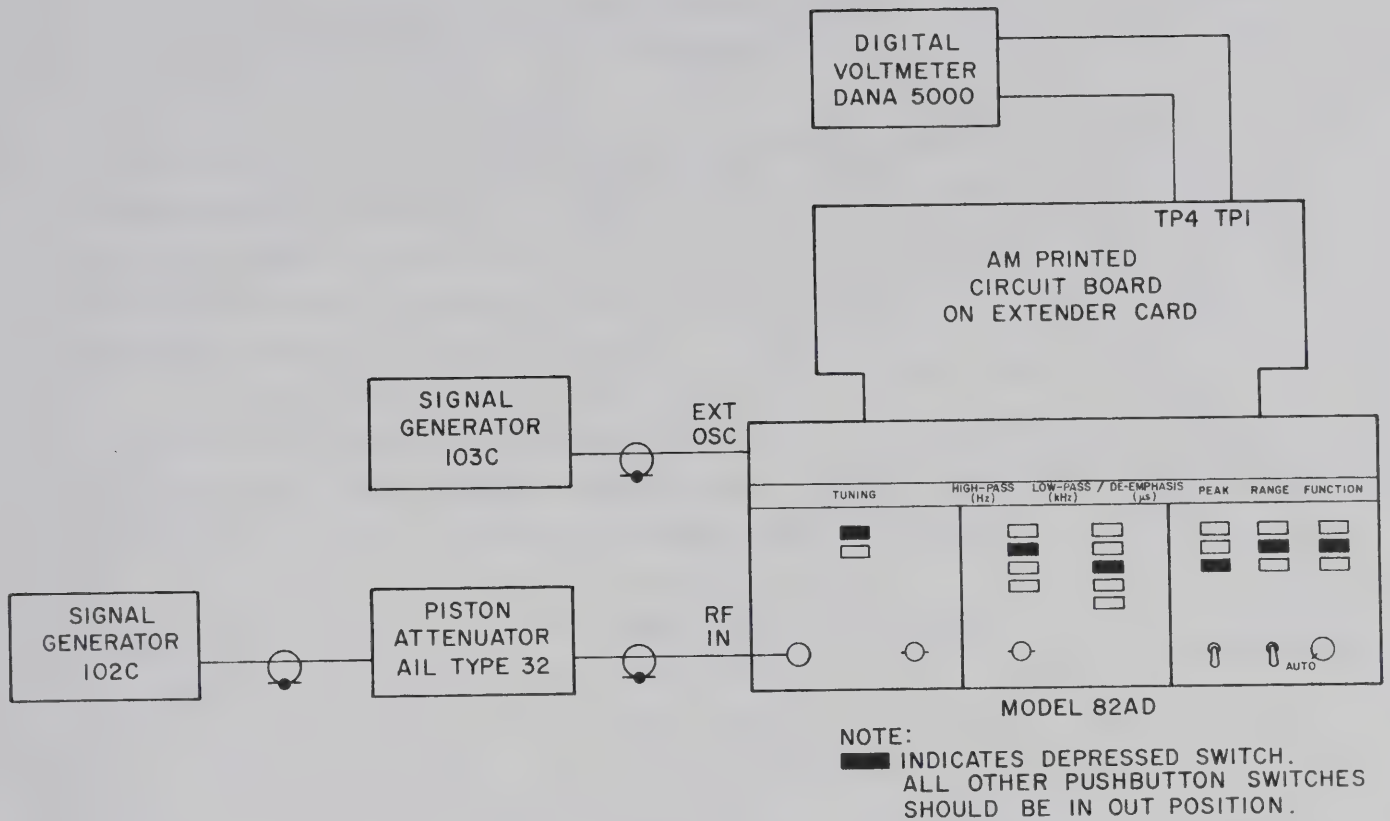 DIGITAL
VOLTMETER
DANA 5000
TP4 TP1
AM PRINTED
CIRCUIT BOARD
ON EXTENDER CARD
SIGNAL
GENERATOR
103C
EXT
OSC
TUNING
HIGH-PASS
(Hz)
LOW-PASS / DE-EMPHASIS
(kHz) (µs)
PEAK
RANGE
FUNCTION
SIGNAL
GENERATOR
102C
PISTON
ATTENUATOR
AIL TYPE 32
RF
IN
AUTO
MODEL 82AD
NOTE:
INDICATES DEPRESSED SWITCH.
ALL OTHER PUSHBUTTON SWITCHES
SHOULD BE IN OUT POSITION.